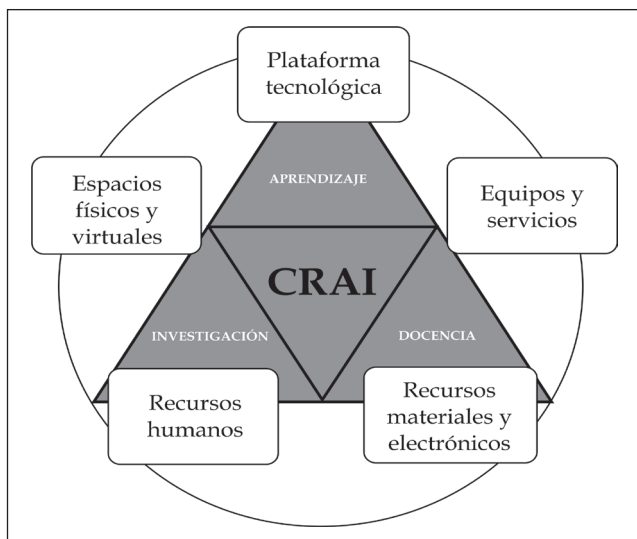 Plataforma
tecnológica
APRENDIZAJE
Espacios
físicos y
virtuales
Equipos y
servicios
CRAI
INVESTIGACIÓN
DOCENCIA
Recursos
humanos
Recursos
materiales y
electrónicos